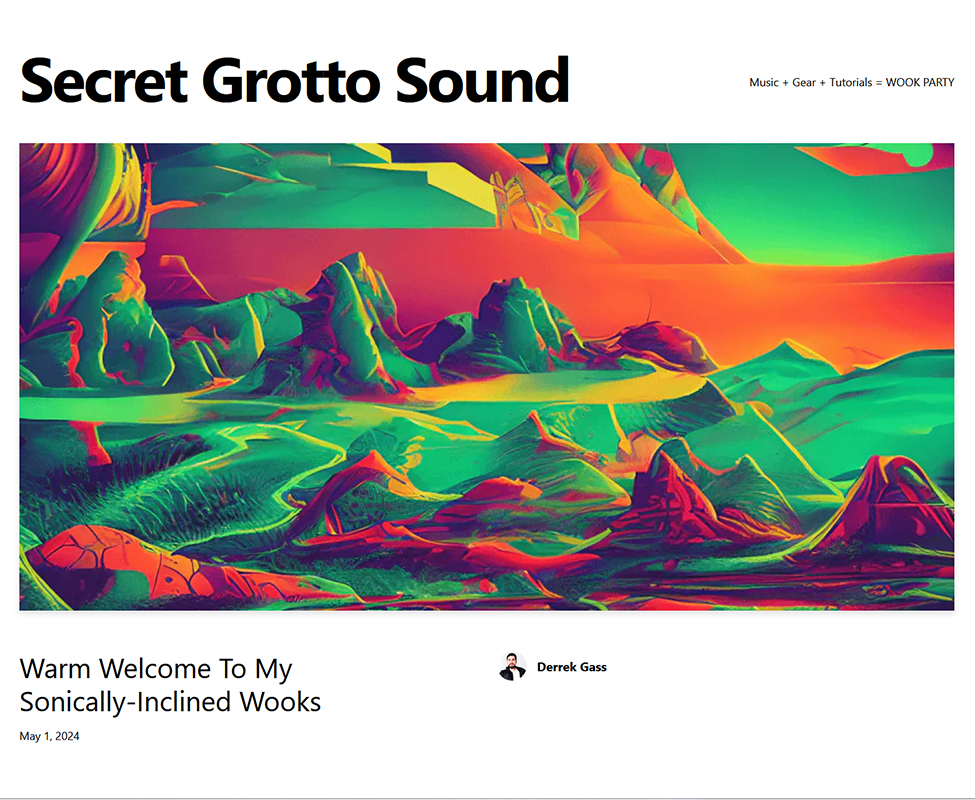 Secret Grotto Sound
Music + Gear + Tutorials = WOOK PARTY
Warm Welcome To My
Sonically-Inclined Wooks
May 1, 2024
Derrek Gass